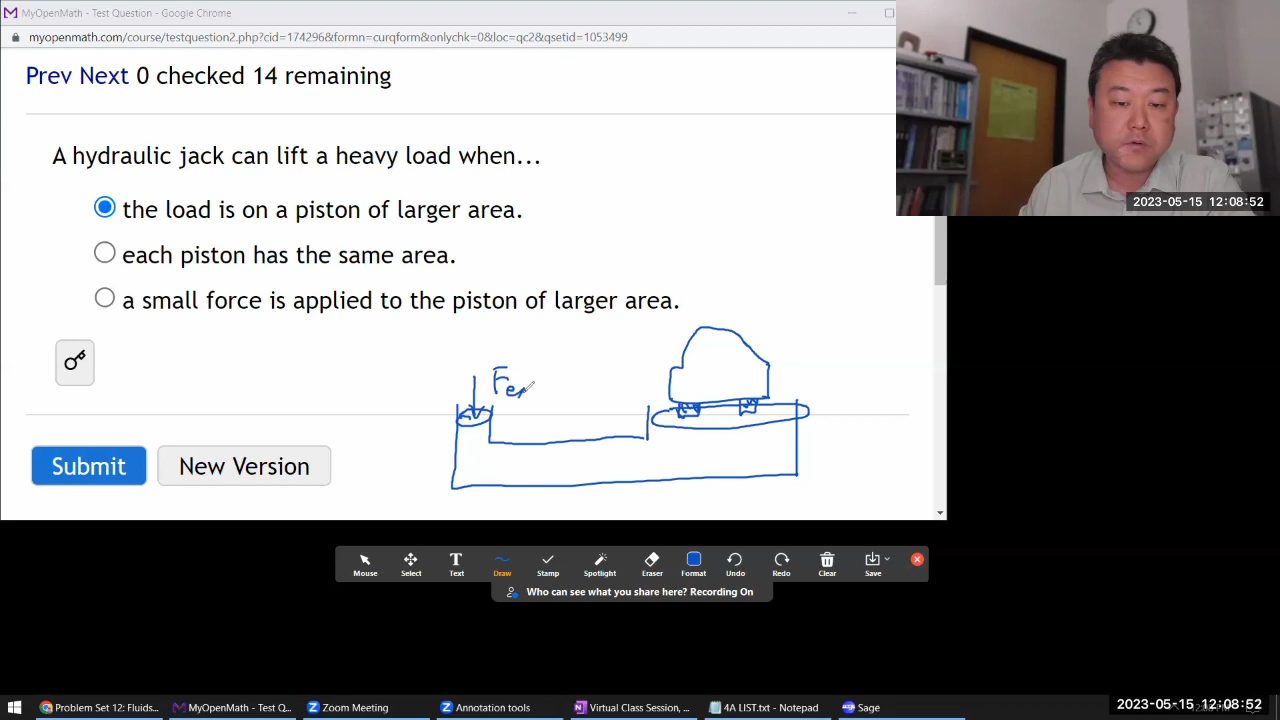 MyOpenMath - Test Question - Google Chrome
myopenmath.com/course/testquestion2.php?cid=174296&formn=curqform&onlychk=0&loc=qc2&qsetid=1053499
Prev Next 0 checked 14 remaining
A hydraulic jack can lift a heavy load when...
the load is on a piston of larger area.
each piston has the same area.
a small force is applied to the piston of larger area.
Fex
Submit
New Version
2023-05-15 12:08:52
Mouse
Select
Text
Draw
Stamp
Spotlight
Eraser
Format
Undo
Redo
Clear
Save
Who can see what you share here? Recording On
Problem Set 12: Fluids...
MyOpenMath - Test Q...
Zoom Meeting
Annotation tools
Virtual Class Session, ...
4A LIST.txt - Notepad
Sage
2023-05-15 12:08:52